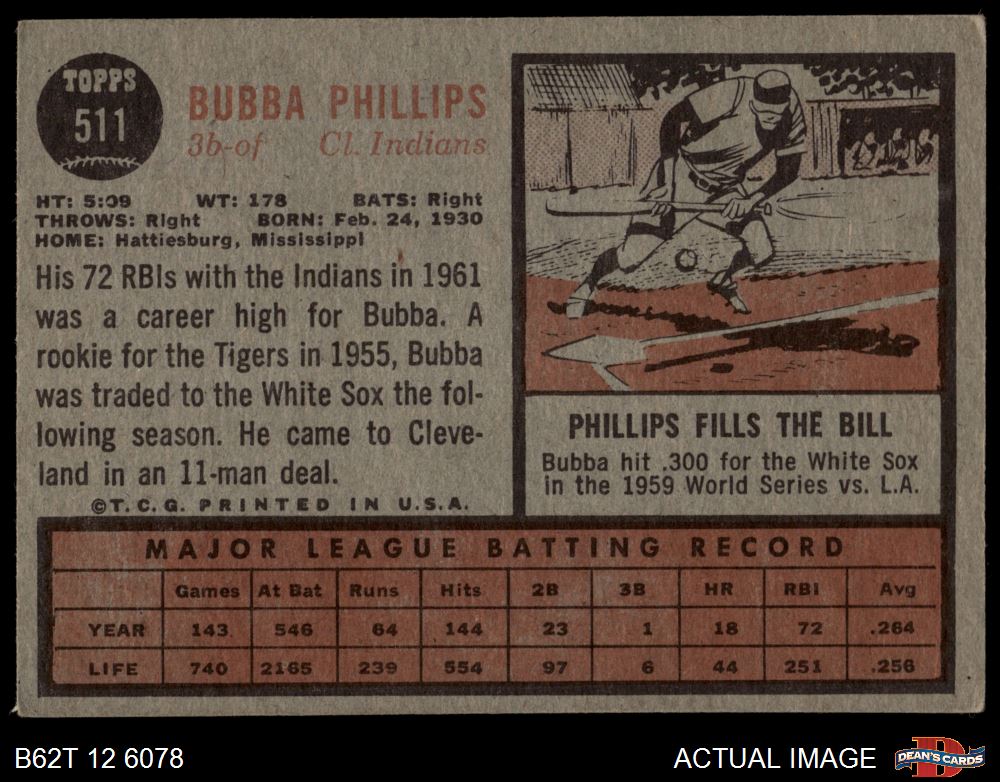 TOPPS
511
BUBBA PHILLIPS
3b-of Cl. Indians
HT: 5:09 WT: 178 BATS: Right
THROWS: Right BORN: Feb. 24, 1930
HOME: Hattiesburg, Mississippi
His 72 RBIs with the Indians in 1961
was a career high for Bubba. A
rookie for the Tigers in 1955, Bubba
was traded to the White Sox the fol-
lowing season. He came to Cleve-
land in an 11-man deal.
©T.C.G. PRINTED IN U.S.A.
PHILLIPS FILLS THE BILL
Bubba hit .300 for the White Sox
in the 1959 World Series vs. L.A.
MAJOR LEAGUE BATTING RECORD
Games At Bat Runs Hits 2B 3B HR RBI Avg
YEAR 143 546 64 144 23 1 18 72 .264
LIFE 740 2165 239 554 97 6 44 251 .256
B62T 12 6078
ACTUAL IMAGE
D
DEAN'S CARDS